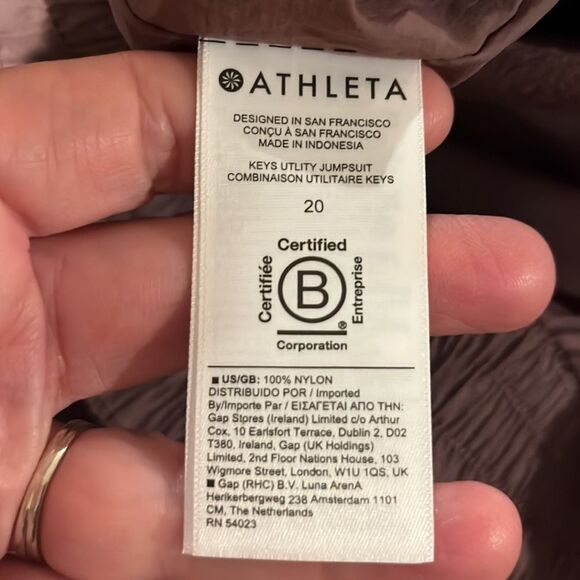 ATHLETA
DESIGNED IN SAN FRANCISCO
CONÇU À SAN FRANCISCO
MADE IN INDONESIA
KEYS UTLITY JUMPSUIT
COMBINAISON UTILITAIRE KEYS
20
Certified
Certifiée
B
Entreprise
®
Corporation
■ US/GB: 100% NYLON
DISTRIBUIDO POR / Imported
By/Importe Par / ΕΙΣΑΓΕΤΑΙ ΑΠΟ ΤΗΝ:
Gap Stores (Ireland) Limited c/o Arthur
Cox, 10 Earlsfort Terrace, Dublin 2, D02
T380, Ireland, Gap (UK Holdings)
Limited, 2nd Floor Nations House, 103
Wigmore Street, London, W1U 1QS, UK
■ Gap (RHC) B.V. Luna ArenA
Herikerbergweg 238 Amsterdam 1101
CM, The Netherlands
RN 54023